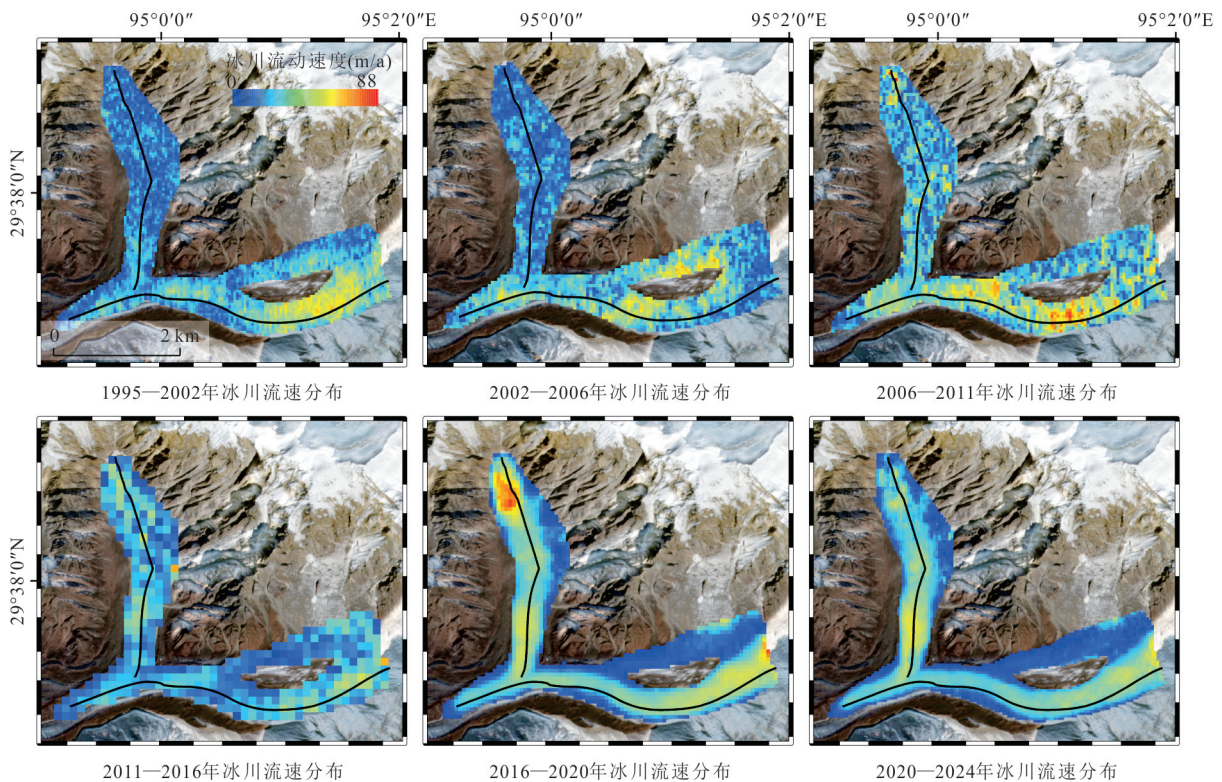 95°0′0″
95°2′0″E
95°0′0″
95°2′0″E
95°0′0″
95°2′0″E
冰川流动速度(m/a)
0
88
29°38′0″N
0
2 km
1995—2002年冰川流速分布
2002—2006年冰川流速分布
2006—2011年冰川流速分布
29°38′0″N
2011—2016年冰川流速分布
2016—2020年冰川流速分布
2020—2024年冰川流速分布